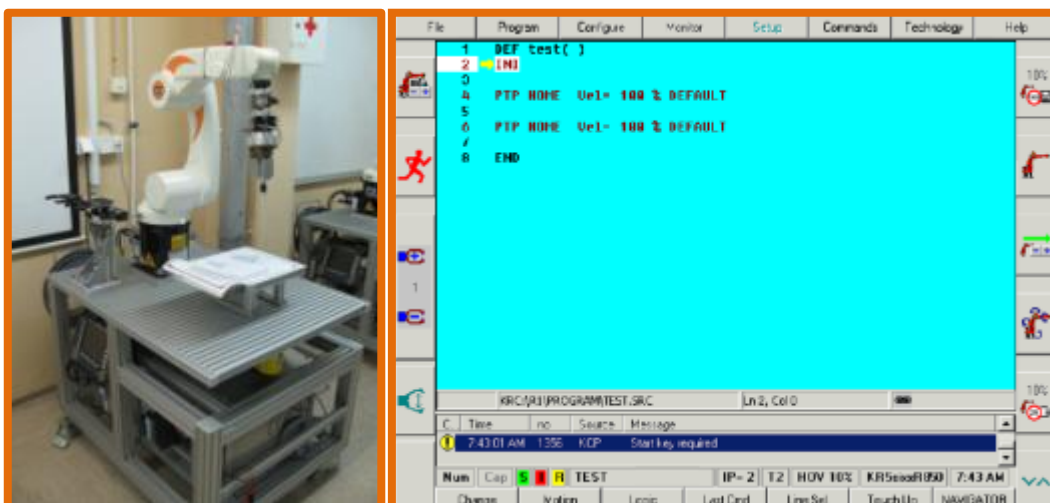 File Program Configure Monitor Setup Commands Technology Help
1 DEF test( )
2 INI
3
4 PTP HOME Vel= 100 % DEFAULT
5
6 PTP HOME Vel= 100 % DEFAULT
7
8 END
10%
1
10%
KRC:\R1\PROGRAM\TEST.SRC Ln 2, Col 0
C.. Time no Source Message
7:43:01 AM 1356 KCP Start key required
Num Cap S I R TEST IP= 2 T2 HOV 10% 7:43 AM
Change Motion Logic Last Cmd Line Sel. Touch Up NAVIGATOR